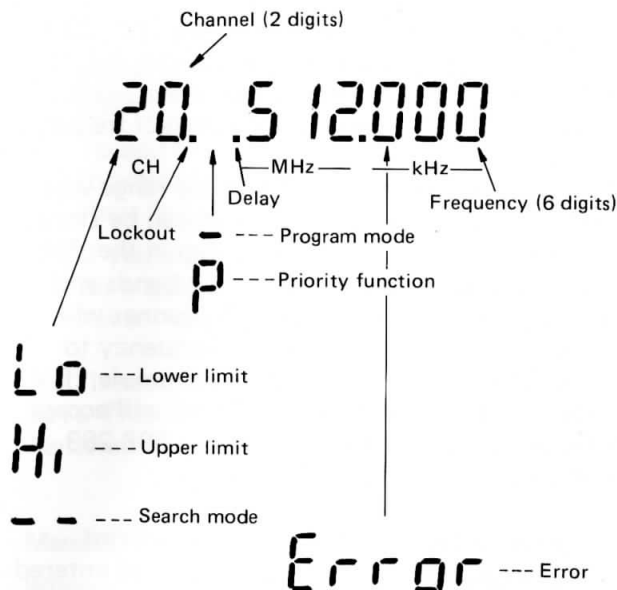 Channel (2 digits)
20. .512.000
CH MHz kHz
Delay Frequency (6 digits)
Lockout - --- Program mode
P --- Priority function
Lo --- Lower limit
Hi --- Upper limit
-- --- Search mode
Error --- Error